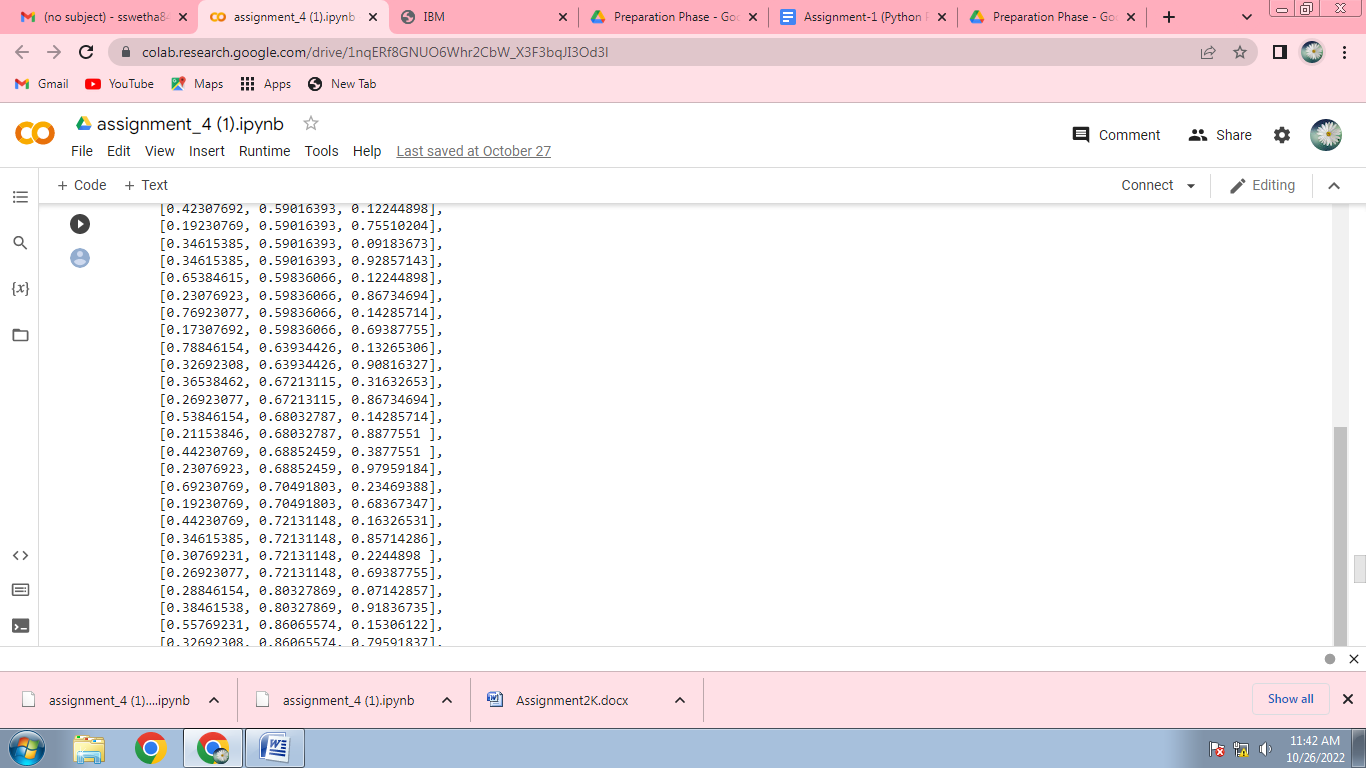 (no subject) - sswetha84
assignment_4 (1).ipynb
IBM
Preparation Phase - Goo
Assignment-1 (Python P
Preparation Phase - Goo
colab.research.google.com/drive/1nqERf8GNUO6Whr2CbW_X3F3bqJI3Od3I
Gmail
YouTube
Maps
Apps
New Tab
CO
assignment_4 (1).ipynb
Comment
Share
File Edit View Insert Runtime Tools Help Last saved at October 27
+ Code + Text
Connect
Editing
{x}
[0.42307692, 0.59016393, 0.12244898],
[0.19230769, 0.59016393, 0.75510204],
[0.34615385, 0.59016393, 0.09183673],
[0.34615385, 0.59016393, 0.92857143],
[0.65384615, 0.59836066, 0.12244898],
[0.23076923, 0.59836066, 0.86734694],
[0.76923077, 0.59836066, 0.14285714],
[0.17307692, 0.59836066, 0.69387755],
[0.78846154, 0.63934426, 0.13265306],
[0.32692308, 0.63934426, 0.90816327],
[0.36538462, 0.67213115, 0.31632653],
[0.26923077, 0.67213115, 0.86734694],
[0.53846154, 0.68032787, 0.14285714],
[0.21153846, 0.68032787, 0.8877551 ],
[0.44230769, 0.68852459, 0.3877551 ],
[0.23076923, 0.68852459, 0.97959184],
[0.69230769, 0.70491803, 0.23469388],
[0.19230769, 0.70491803, 0.68367347],
[0.44230769, 0.72131148, 0.16326531],
[0.34615385, 0.72131148, 0.85714286],
[0.30769231, 0.72131148, 0.2244898 ],
[0.26923077, 0.72131148, 0.69387755],
[0.28846154, 0.80327869, 0.07142857],
[0.38461538, 0.80327869, 0.91836735],
[0.55769231, 0.86065574, 0.15306122],
[0.32692308, 0.86065574, 0.79591837],
assignment_4 (1)....ipynb
assignment_4 (1).ipynb
Assignment2K.docx
Show all
11:42 AM
10/26/2022